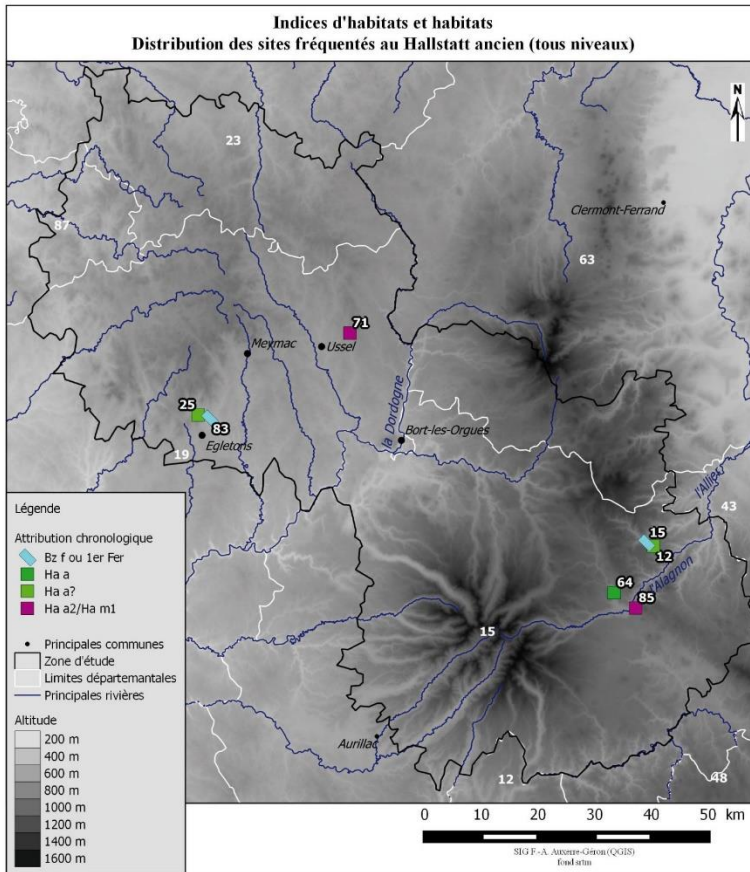 Indices d'habitats et habitats
Distribution des sites fréquentés au Hallstatt ancien (tous niveaux)
N
23
Clermont-Ferrand
87
63
71
Meymac
Ussel
la Dordogne
25
83
Egletons
Bort-les-Orgues
19
l'Allier
43
15
12
64
l'Alagnon
85
15
Aurillac
12
48
Légende
Attribution chronologique
Bz f ou 1er Fer
Ha a
Ha a?
Ha a2/Ha m1
Principales communes
Zone d'étude
Limites départementales
Principales rivières
Altitude
200 m
400 m
600 m
800 m
1000 m
1200 m
1400 m
1600 m
0 10 20 30 40 50 km
SIG F.-A. Auxerre-Géron (QGIS)
fond srtm